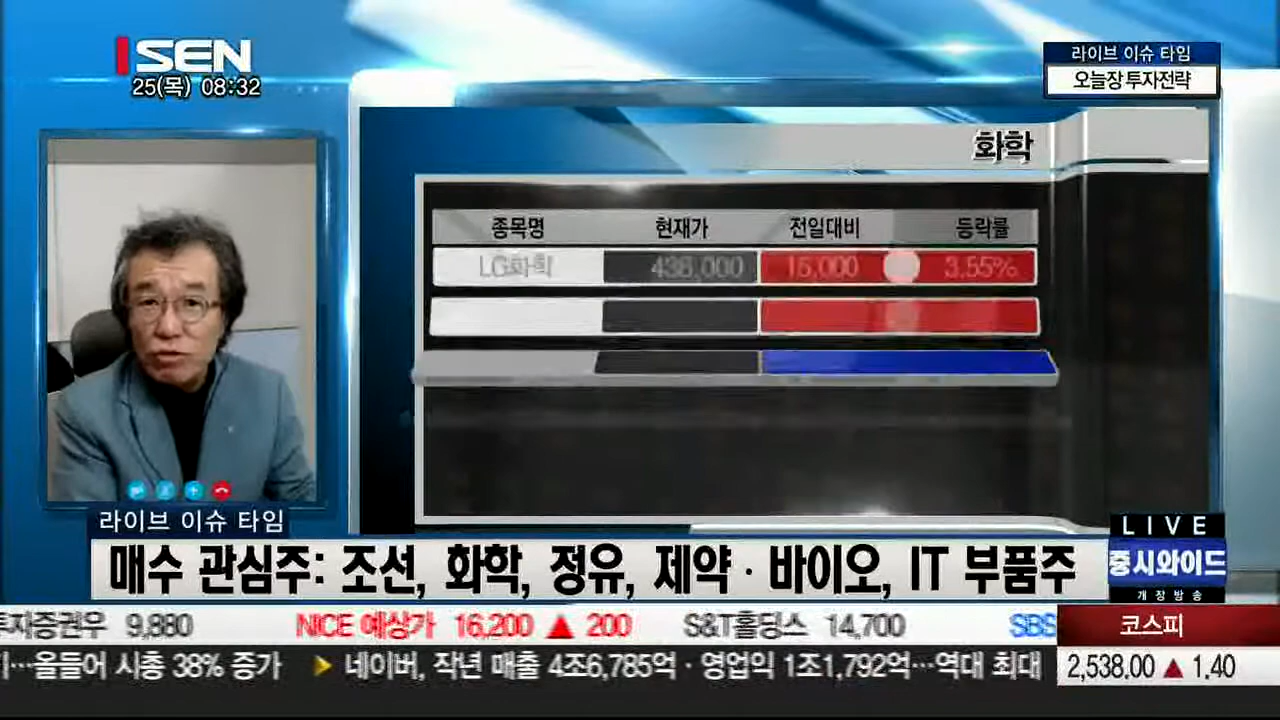 SEN
25(목) 08:32
라이브 이슈 타임
오늘장 투자전략
화학
종목명 현재가 전일대비 등락률
LG화학 438,000 15,000 3.55%
라이브 이슈 타임
매수 관심주: 조선, 화학, 정유, 제약·바이오, IT 부품주
LIVE
증시와이드
개장방송
투자증권우 9,880 NICE 예상가 16,200 ▲ 200 S&T홀딩스 14,700 SBS
코스피
…올들어 시총 38% 증가 ▶ 네이버, 작년 매출 4조6,785억·영업익 1조1,792억…역대 최대
2,538.00 ▲ 1.40